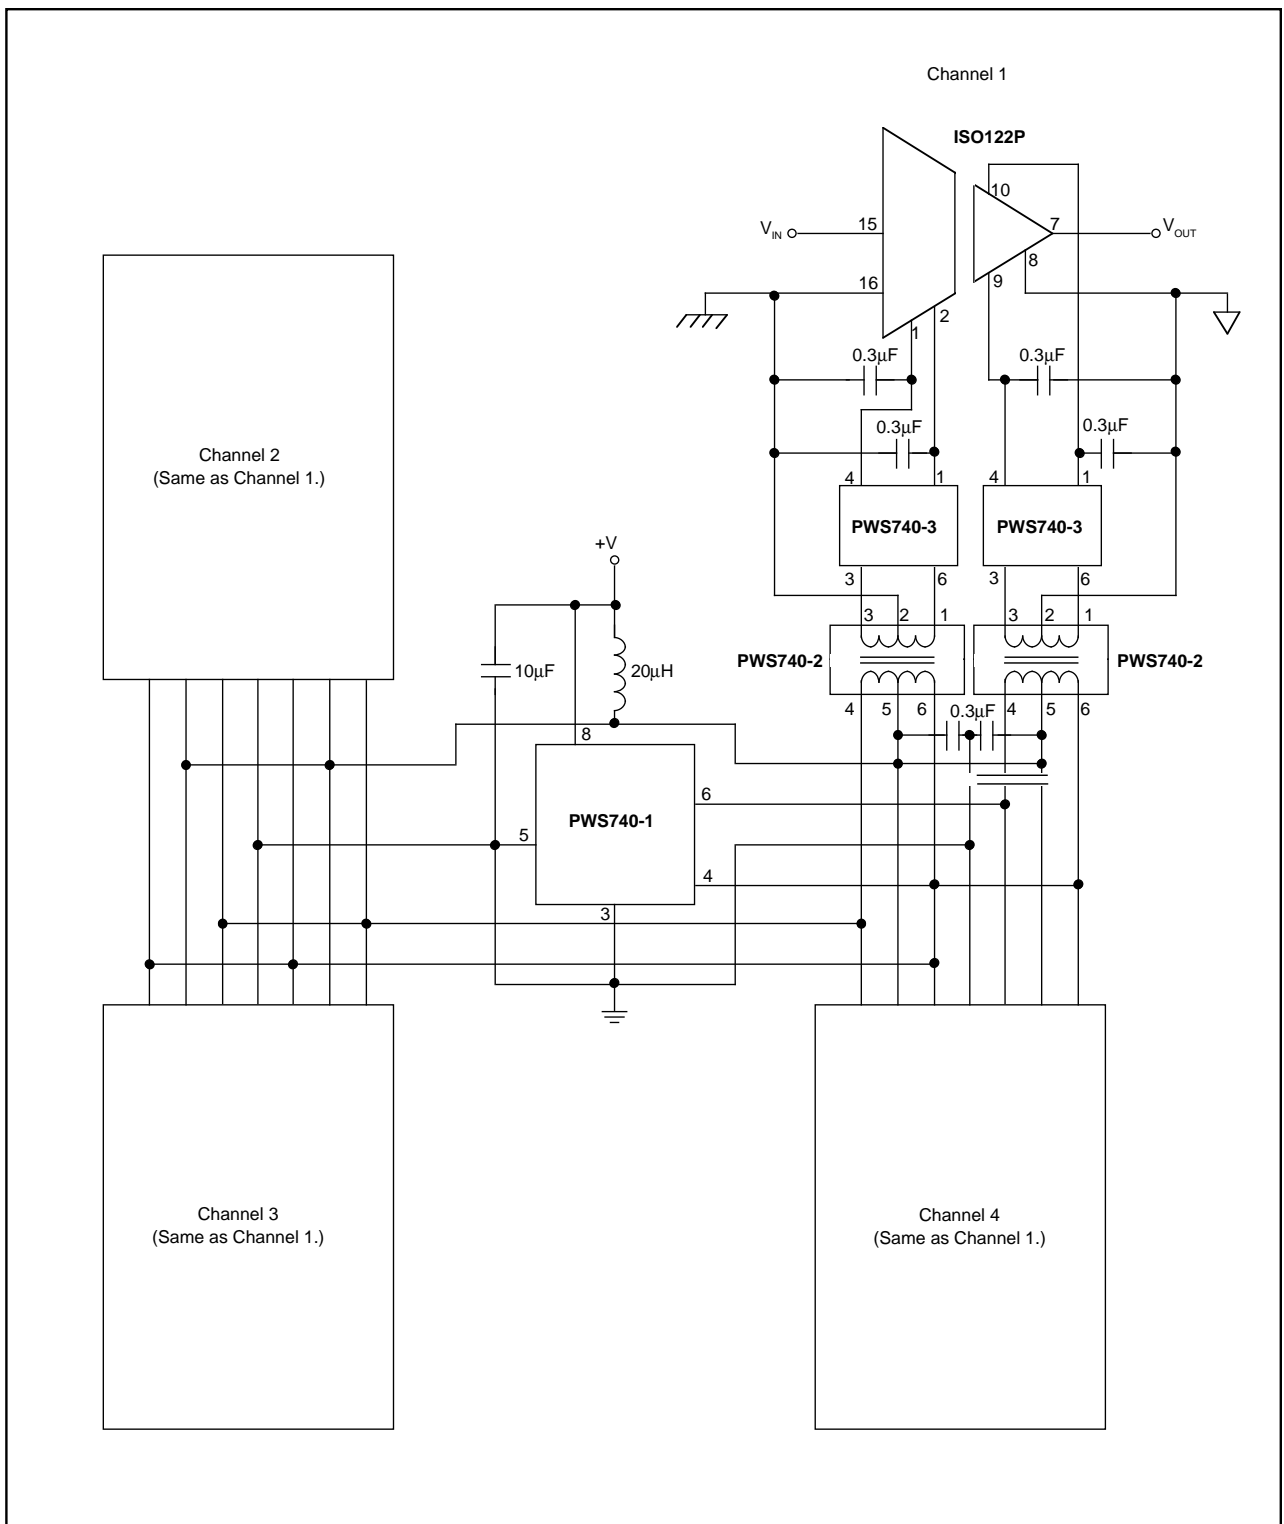 Channel 1
ISO122P
10
V_IN
15
7
V_OUT
8
16
9
2
1
0.3µF
0.3µF
0.3µF
0.3µF
Channel 2
(Same as Channel 1.)
4
1
4
1
PWS740-3
PWS740-3
+V
3
6
3
6
3
2
1
3
2
1
PWS740-2
PWS740-2
10µF
20µH
4
5
6
0.3µF
4
5
6
8
6
PWS740-1
5
4
3
Channel 3
(Same as Channel 1.)
Channel 4
(Same as Channel 1.)